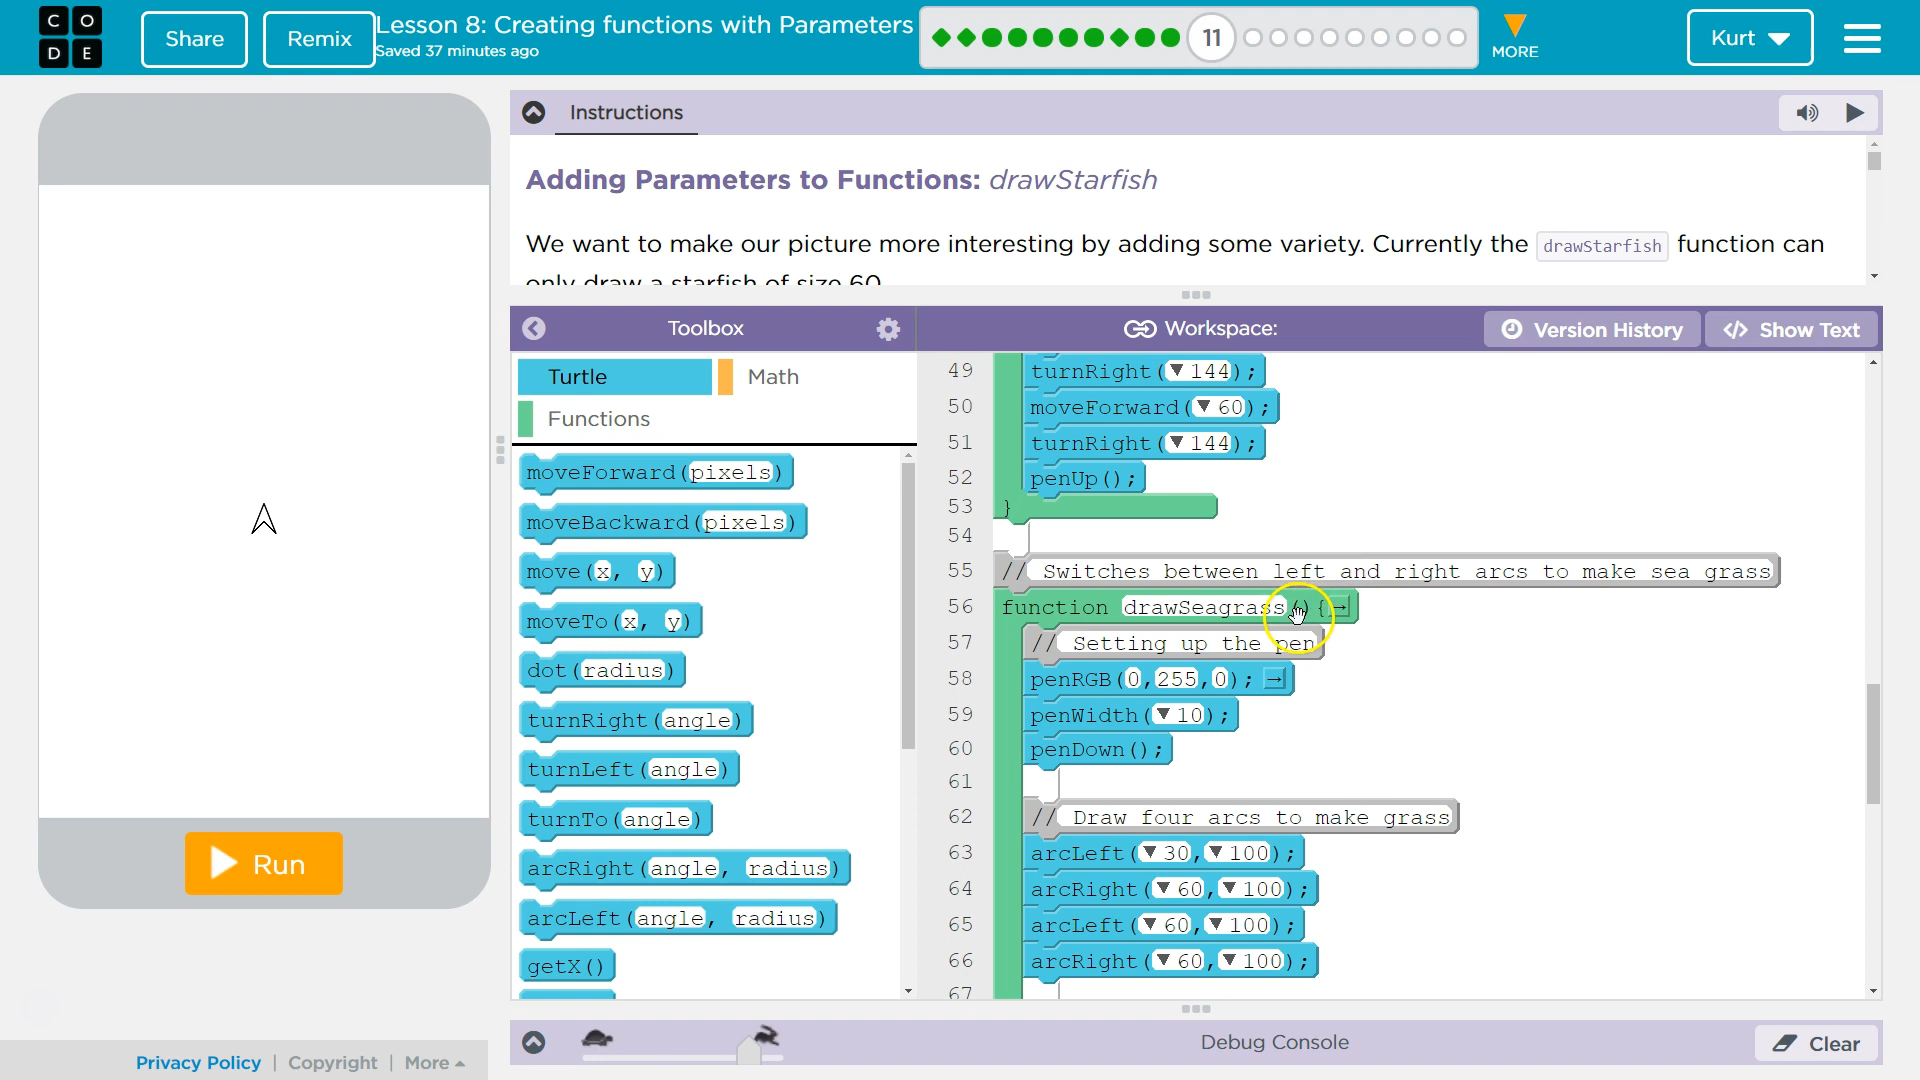 C O
D E
Share
Remix
Lesson 8: Creating functions with Parameters
Saved 37 minutes ago
11
MORE
Kurt
Instructions
Adding Parameters to Functions: drawStarfish
We want to make our picture more interesting by adding some variety. Currently the drawStarfish function can
only draw a starfish of size 60
Toolbox
Workspace:
Version History
</> Show Text
Turtle
Math
Functions
moveForward(pixels)
moveBackward(pixels)
move(x, y)
moveTo(x, y)
dot(radius)
turnRight(angle)
turnLeft(angle)
turnTo(angle)
arcRight(angle, radius)
arcLeft(angle, radius)
getX()
49 turnRight(▼ 144);
50 moveForward(▼ 60);
51 turnRight(▼ 144);
52 penUp();
53 }
54
55 // Switches between left and right arcs to make sea grass
56 function drawSeagrass(){→
57 // Setting up the pen
58 penRGB(0,255,0); →
59 penWidth(▼ 10);
60 penDown();
61
62 // Draw four arcs to make grass
63 arcLeft(▼ 30,▼ 100);
64 arcRight(▼ 60,▼ 100);
65 arcLeft(▼ 60,▼ 100);
66 arcRight(▼ 60,▼ 100);
67
Run
Debug Console
Clear
Privacy Policy | Copyright | More